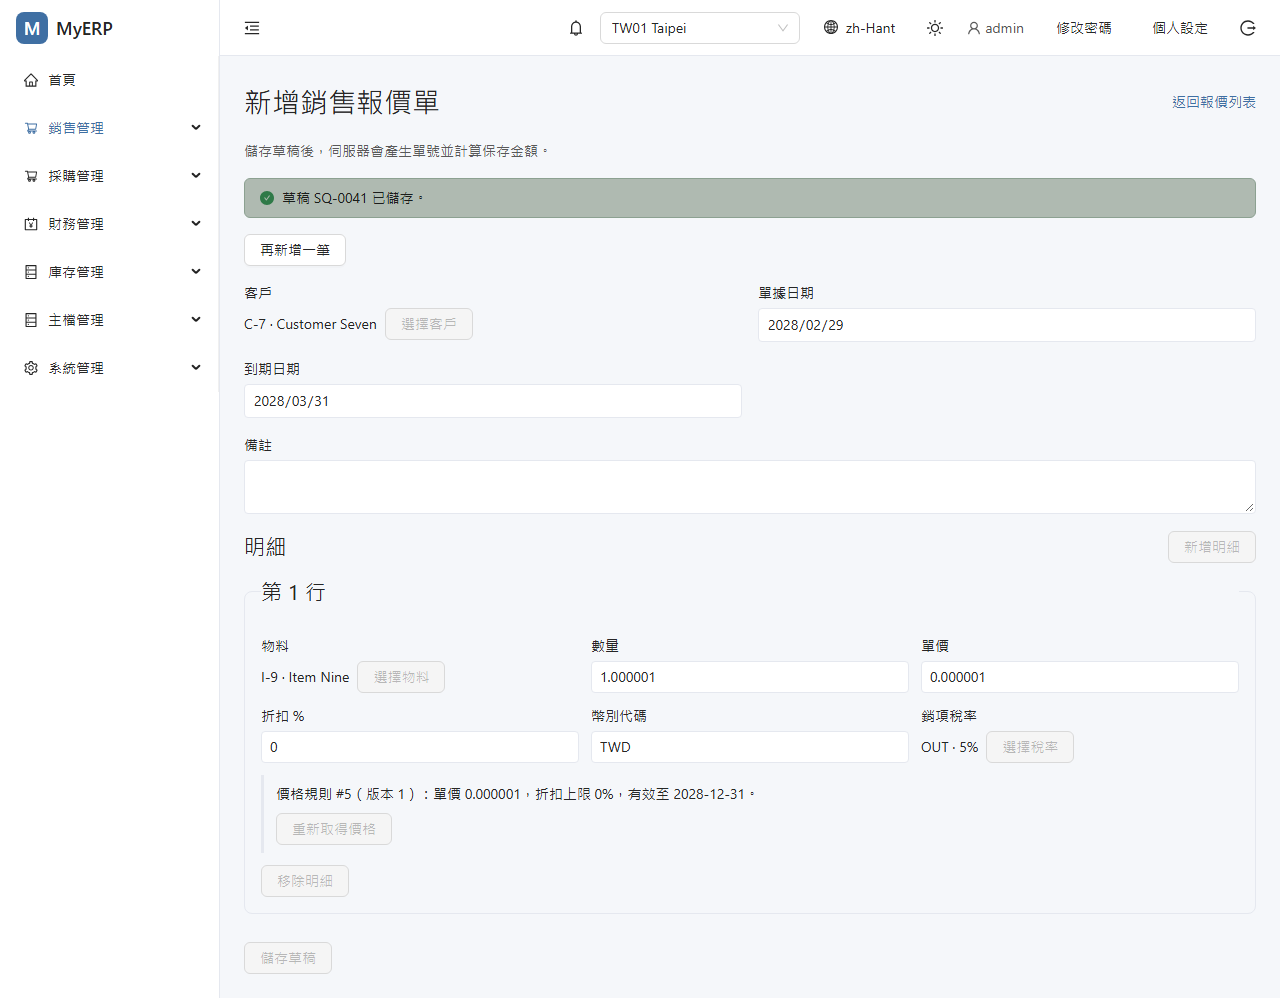 M MyERP
TW01 Taipei
zh-Hant
admin
修改密碼
個人設定
首頁
銷售管理
採購管理
財務管理
庫存管理
主檔管理
系統管理
新增銷售報價單
返回報價列表
儲存草稿後，伺服器會產生單號並計算保存金額。
草稿 SQ-0041 已儲存。
再新增一筆
客戶
C-7 · Customer Seven
選擇客戶
單據日期
2028/02/29
到期日期
2028/03/31
備註
明細
新增明細
第 1 行
物料
I-9 · Item Nine
選擇物料
數量
1.000001
單價
0.000001
折扣 %
0
幣別代碼
TWD
銷項稅率
OUT · 5%
選擇稅率
價格規則 #5（版本 1）：單價 0.000001，折扣上限 0%，有效至 2028-12-31。
重新取得價格
移除明細
儲存草稿